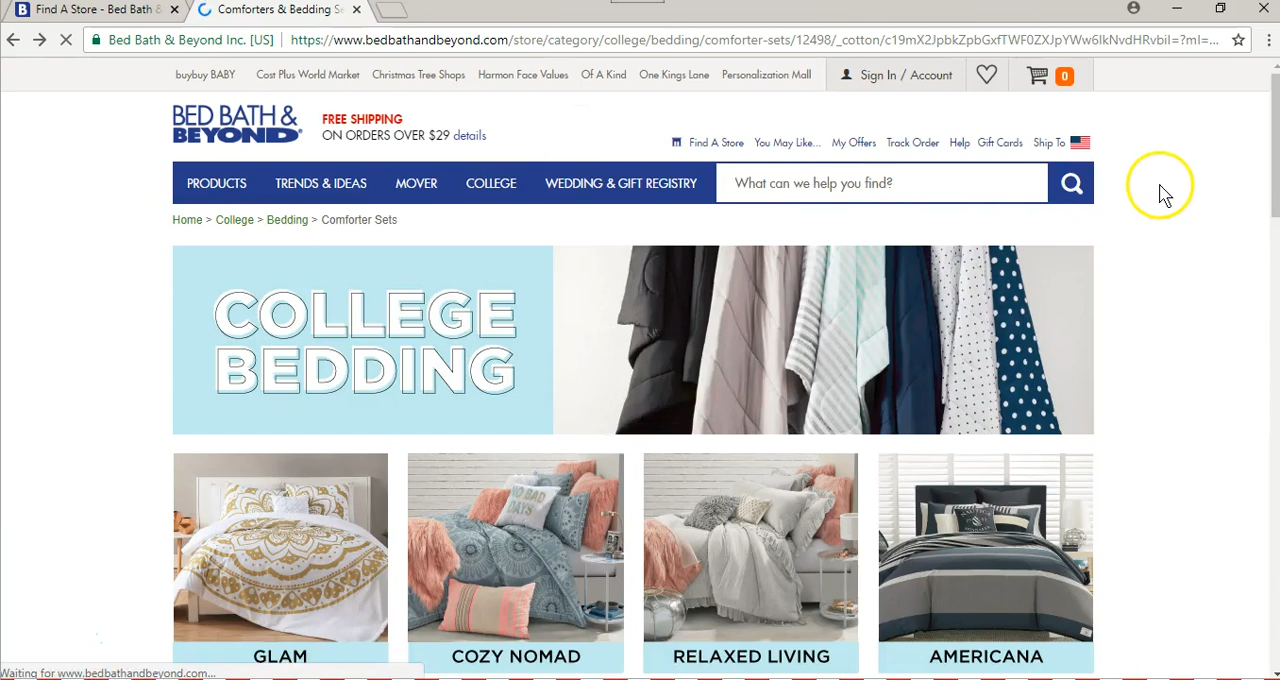 Find A Store - Bed Bath &
Comforters & Bedding Se
Bed Bath & Beyond Inc. [US]
https://www.bedbathandbeyond.com/store/category/college/bedding/comforter-sets/12498/_cotton/c19mX2JpbkZpbGxfTWF0ZXJpYWw6IkNvdHRvbiI=?ml=...
buybuy BABY
Cost Plus World Market
Christmas Tree Shops
Harmon Face Values
Of A Kind
One Kings Lane
Personalization Mall
Sign In / Account
0
BED BATH &
BEYOND
FREE SHIPPING
ON ORDERS OVER $29 details
Find A Store
You May Like...
My Offers
Track Order
Help
Gift Cards
Ship To
PRODUCTS
TRENDS & IDEAS
MOVER
COLLEGE
WEDDING & GIFT REGISTRY
What can we help you find?
Home > College > Bedding > Comforter Sets
COLLEGE
BEDDING
NO BAD
DAYS
GLAM
COZY NOMAD
RELAXED LIVING
AMERICANA
Waiting for www.bedbathandbeyond.com...